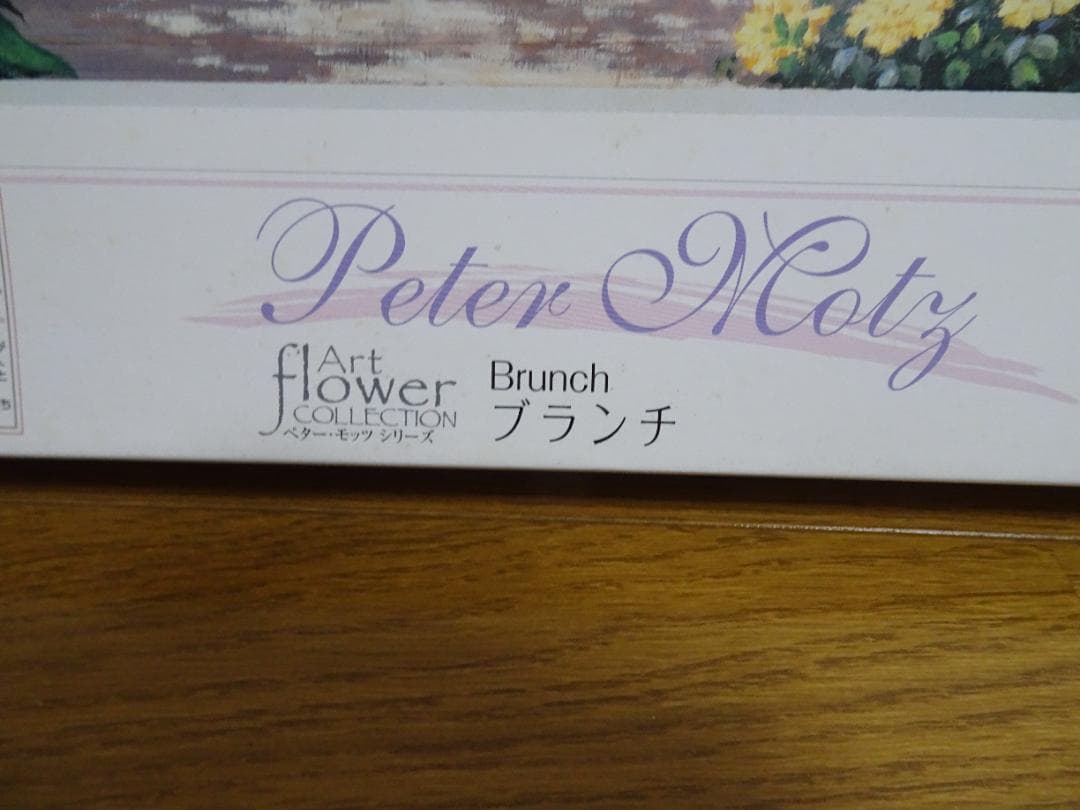 Peter Motz
Art
flower
COLLECTION
ペター・モッツ シリーズ
Brunch
ブランチ